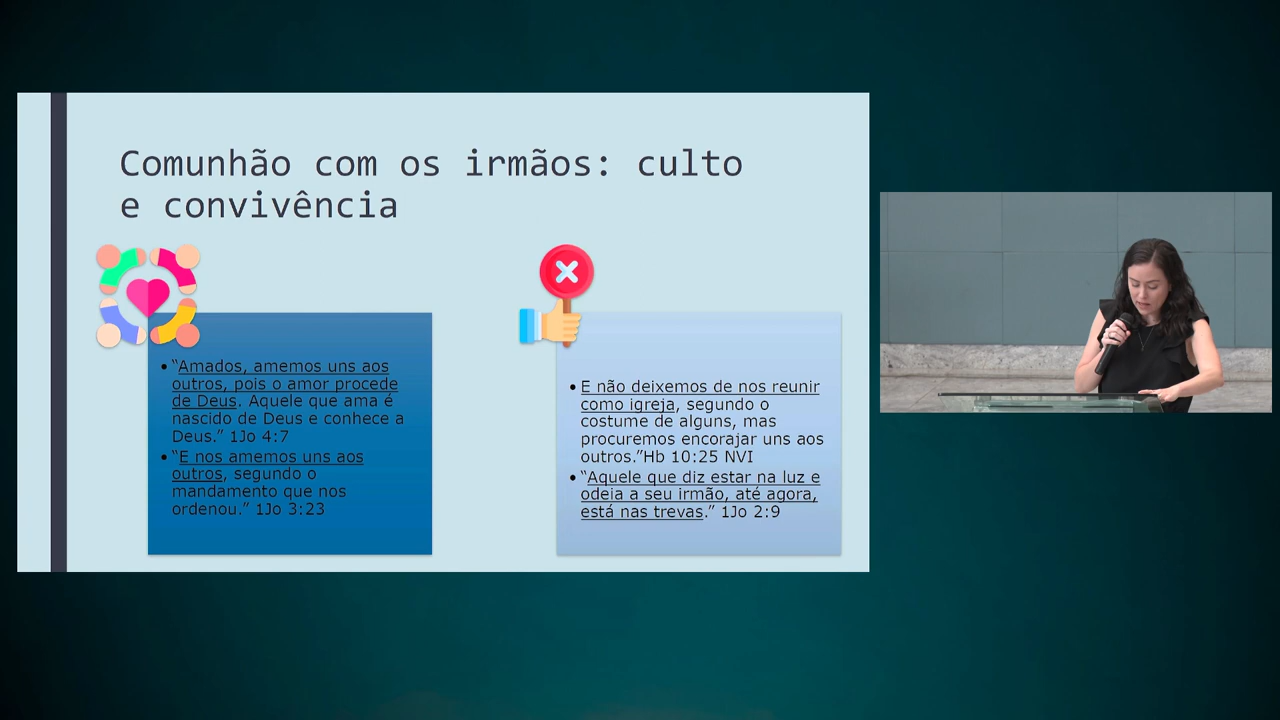 Comunhão com os irmãos: culto
e convivência
•“Amados, amemos uns aos
outros, pois o amor procede
de Deus. Aquele que ama é
nascido de Deus e conhece a
Deus.” 1Jo 4:7
•“E nos amemos uns aos
outros, segundo o
mandamento que nos
ordenou.” 1Jo 3:23
•E não deixemos de nos reunir
como igreja, segundo o
costume de alguns, mas
procuremos encorajar uns aos
outros.”Hb 10:25 NVI
•“Aquele que diz estar na luz e
odeia a seu irmão, até agora,
está nas trevas.” 1Jo 2:9